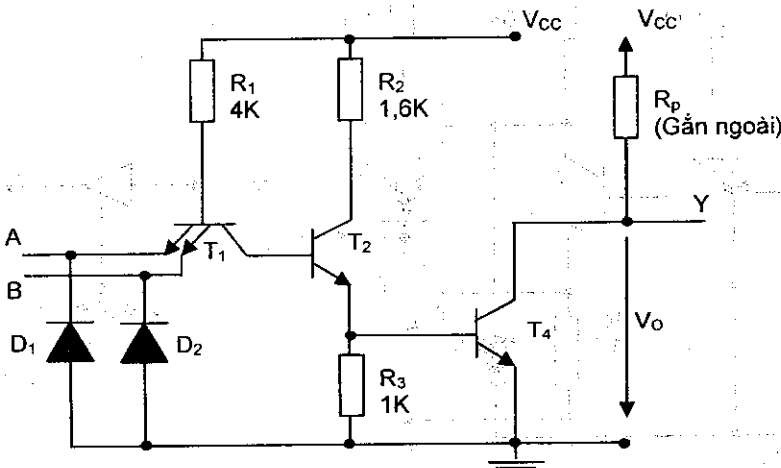 Vcc
Vcc
R1
4K
R2
1,6K
Rp
(Gắn ngoài)
A
T1
T2
Y
B
D1
D2
T4
Vo
R3
1K